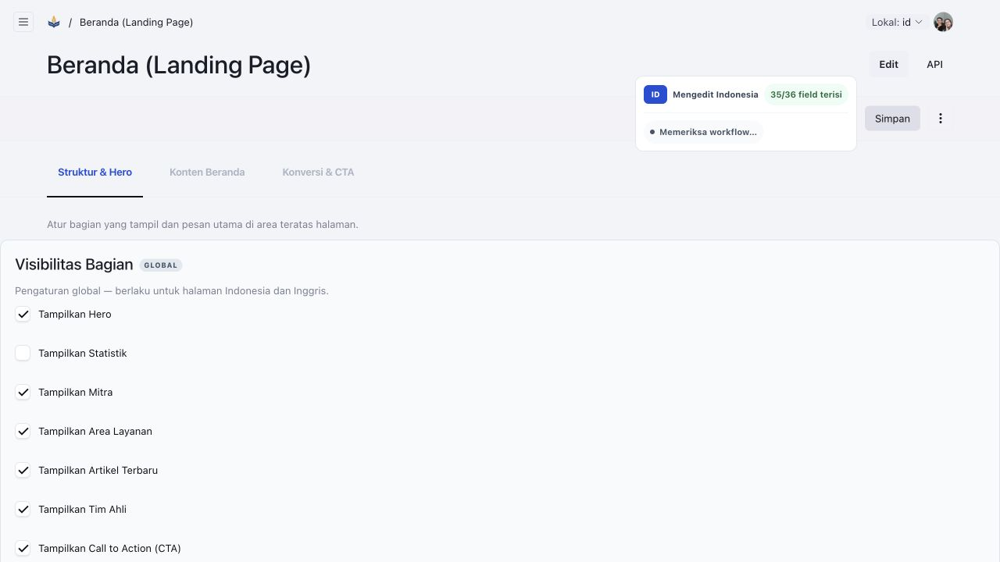 / Beranda (Landing Page)
Lokal: id
Beranda (Landing Page)
Edit
API
ID Mengedit Indonesia 35/36 field terisi
Memeriksa workflow...
Simpan
Struktur & Hero
Konten Beranda
Konversi & CTA
Atur bagian yang tampil dan pesan utama di area teratas halaman.
Visibilitas Bagian GLOBAL
Pengaturan global — berlaku untuk halaman Indonesia dan Inggris.
Tampilkan Hero
Tampilkan Statistik
Tampilkan Mitra
Tampilkan Area Layanan
Tampilkan Artikel Terbaru
Tampilkan Tim Ahli
Tampilkan Call to Action (CTA)